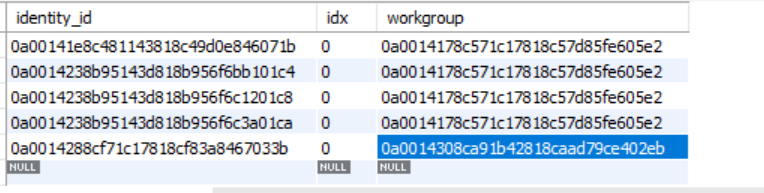 identity_id idx workgroup
0a00141e8c481143818c49d0e846071b 0 0a0014178c571c17818c57d85fe605e2
0a0014238b95143d818b956f6bb101c4 0 0a0014178c571c17818c57d85fe605e2
0a0014238b95143d818b956f6c1201c8 0 0a0014178c571c17818c57d85fe605e2
0a0014238b95143d818b956f6c3a01ca 0 0a0014178c571c17818c57d85fe605e2
0a0014288cf71c17818cf83a8467033b 0 0a0014308ca91b42818caad79ce402eb
NULL NULL NULL